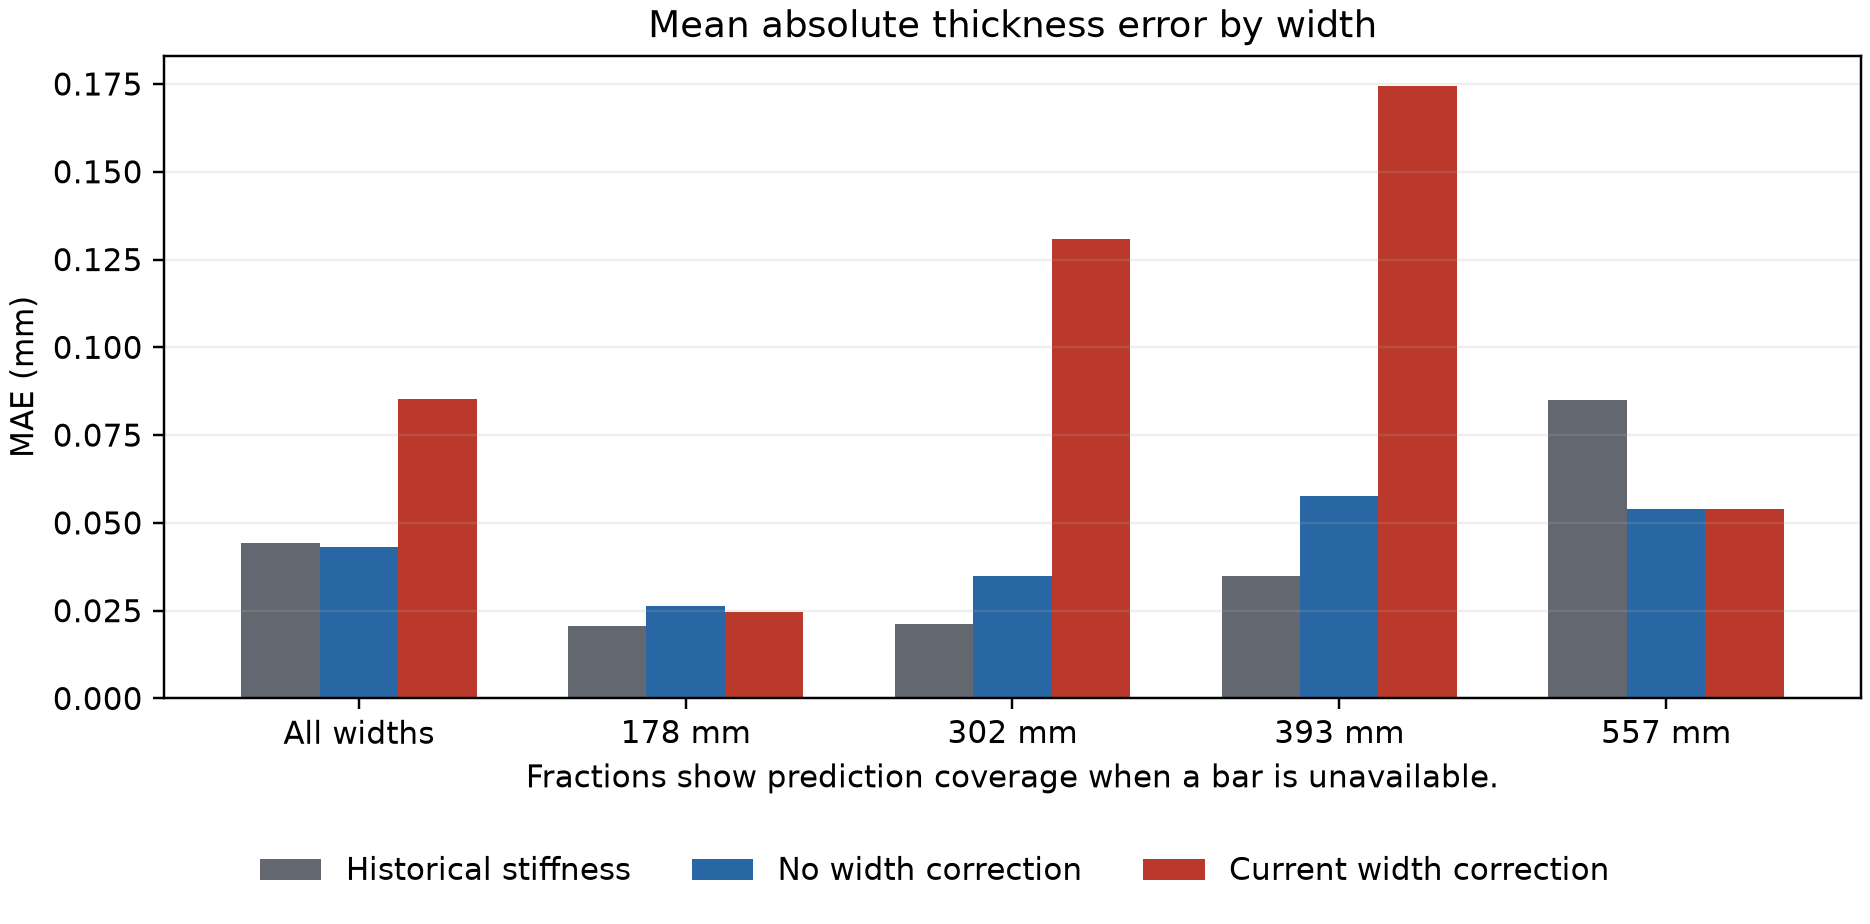 Mean absolute thickness error by width
MAE (mm)
0.175
0.150
0.125
0.100
0.075
0.050
0.025
0.000
All widths
178 mm
302 mm
393 mm
557 mm
Fractions show prediction coverage when a bar is unavailable.
Historical stiffness
No width correction
Current width correction